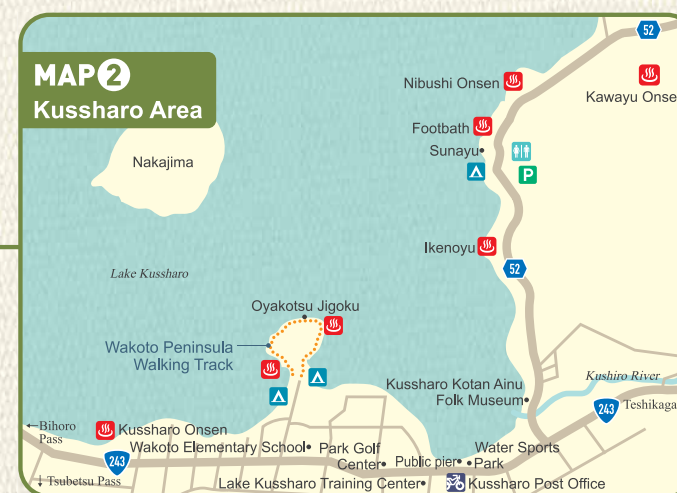 MAP2
Kussharo Area
52
Nibushi Onsen
Kawayu Onse
Footbath
Sunayu
P
Nakajima
Ikenoyu
52
Lake Kussharo
Oyakotsu Jigoku
Wakoto Peninsula
Walking Track
Kushiro River
Kussharo Kotan Ainu
Folk Museum
243
Teshikaga
←Bihoro
Pass
Kussharo Onsen
Wakoto Elementary School
Park Golf
Center
Public pier
Water Sports
Park
243
↓Tsubetsu Pass
Lake Kussharo Training Center
Kussharo Post Office